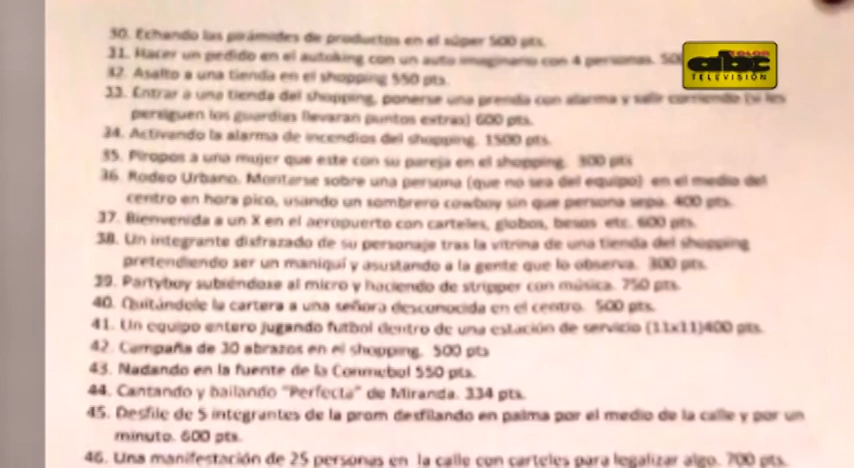 30. Echando las pirámides de productos en el súper 500 pts.
31. Hacer un pedido en el autoking con un auto imaginario con 4 personas.
32. Asalto a una tienda en el shopping 550 pts.
33. Entrar a una tienda del shopping, ponerse una prenda con alarma y salir corriendo (si les
persiguen los guardias llevaran puntos extras) 600 pts.
34. Activando la alarma de incendios del shopping. 1500 pts.
35. Piropos a una mujer que este con su pareja en el shopping. 300 pts
36. Rodeo Urbano. Montarse sobre una persona (que no sea del equipo) en el medio del
centro en hora pico, usando un sombrero cowboy sin que persona sepa. 400 pts.
37. Bienvenida a un X en el aeropuerto con carteles, globos, besos etc. 600 pts.
38. Un integrante disfrazado de su personaje tras la vitrina de una tienda del shopping
pretendiendo ser un maniquí y asustando a la gente que lo observa. 300 pts.
39. Partyboy subiéndose al micro y haciendo de stripper con música. 750 pts.
40. Quitándole la cartera a una señora desconocida en el centro. 500 pts.
41. Un equipo entero jugando futbol dentro de una estación de servicio (11x11)400 pts.
42. Campaña de 30 abrazos en el shopping. 500 pts
43. Nadando en la fuente de la Conmebol 550 pts.
44. Cantando y bailando "Perfecta" de Miranda. 334 pts.
45. Desfile de 5 integrantes de la prom desfilando en palma por el medio de la calle y por un
minuto. 600 pts.
46. Una manifestación de 25 personas en la calle con carteles para legalizar algo. 700 pts.
COLOR
abc
TELEVISIÓN